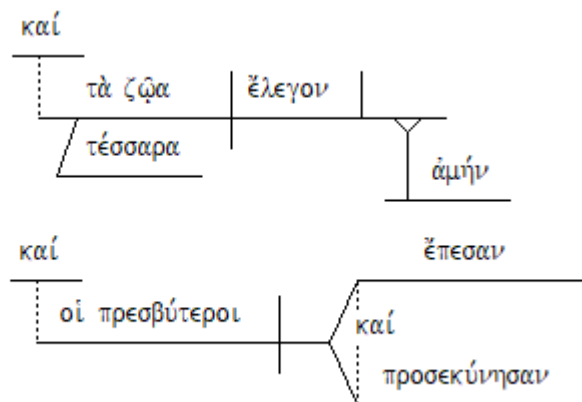 καί
τὰ ζῷα ἔλεγον
τέσσαρα
ἀμήν
καί
ἔπεσαν
οἱ πρεσβύτεροι
καί
προσεκύνησαν